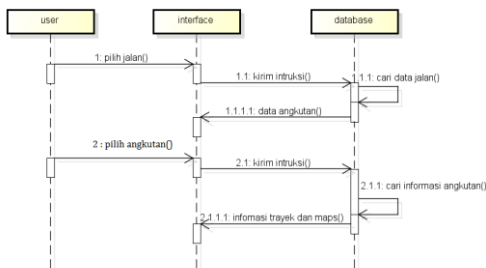 user
interface
database
1: pilih jalan()
1.1: kirim intruksi()
1.1.1: cari data jalan()
1.1.1.1: data angkutan()
2 : pilih angkutan()
2.1: kirim intruksi()
2.1.1: cari informasi angkutan()
2.1.1.1: infomasi trayek dan maps()